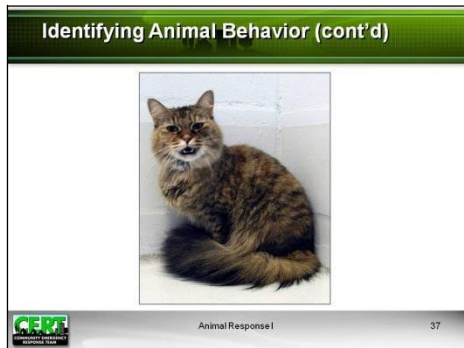 Identifying Animal Behavior (cont'd)
CERT
COMMUNITY EMERGENCY
RESPONSE TEAM
Animal Response I
37